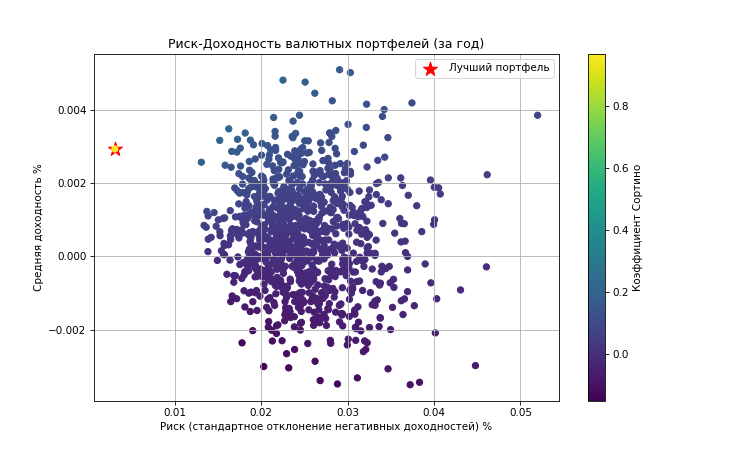 Риск-Доходность валютных портфелей (за год)
Лучший портфель
0.004
0.002
0.000
−0.002
Средняя доходность %
0.01
0.02
0.03
0.04
0.05
Риск (стандартное отклонение негативных доходностей) %
0.8
0.6
0.4
0.2
0.0
Коэффициент Сортино